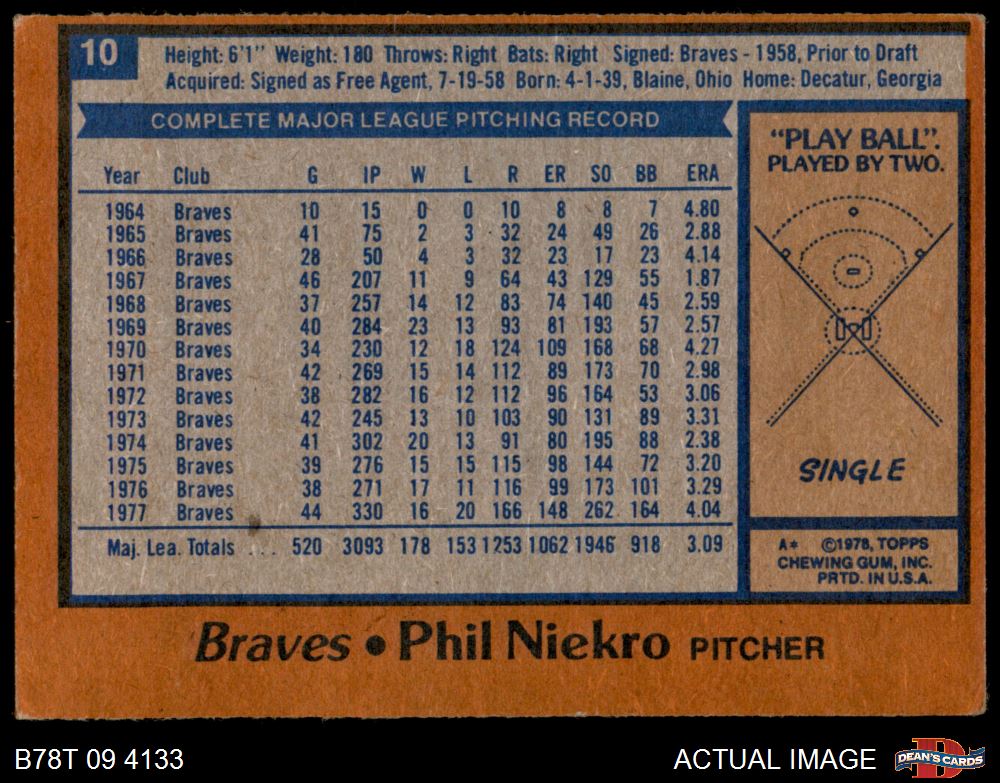 10
Height: 6'1" Weight: 180 Throws: Right Bats: Right Signed: Braves - 1958, Prior to Draft
Acquired: Signed as Free Agent, 7-19-58 Born: 4-1-39, Blaine, Ohio Home: Decatur, Georgia
COMPLETE MAJOR LEAGUE PITCHING RECORD
Year Club G IP W L R ER SO BB ERA
1964 Braves 10 15 0 0 10 8 8 7 4.80
1965 Braves 41 75 2 3 32 24 49 26 2.88
1966 Braves 28 50 4 3 32 23 17 23 4.14
1967 Braves 46 207 11 9 64 43 129 55 1.87
1968 Braves 37 257 14 12 83 74 140 45 2.59
1969 Braves 40 284 23 13 93 81 193 57 2.57
1970 Braves 34 230 12 18 124 109 168 68 4.27
1971 Braves 42 269 15 14 112 89 173 70 2.98
1972 Braves 38 282 16 12 112 96 164 53 3.06
1973 Braves 42 245 13 10 103 90 131 89 3.31
1974 Braves 41 302 20 13 91 80 195 88 2.38
1975 Braves 39 276 15 15 115 98 144 72 3.20
1976 Braves 38 271 17 11 116 99 173 101 3.29
1977 Braves 44 330 16 20 166 148 262 164 4.04
Maj. Lea. Totals ... 520 3093 178 153 1253 1062 1946 918 3.09
"PLAY BALL".
PLAYED BY TWO.
SINGLE
A* ©1978, TOPPS
CHEWING GUM, INC.
PRTD. IN U.S.A.
Braves • Phil Niekro PITCHER
B78T 09 4133
ACTUAL IMAGE
D
DEAN'S CARDS